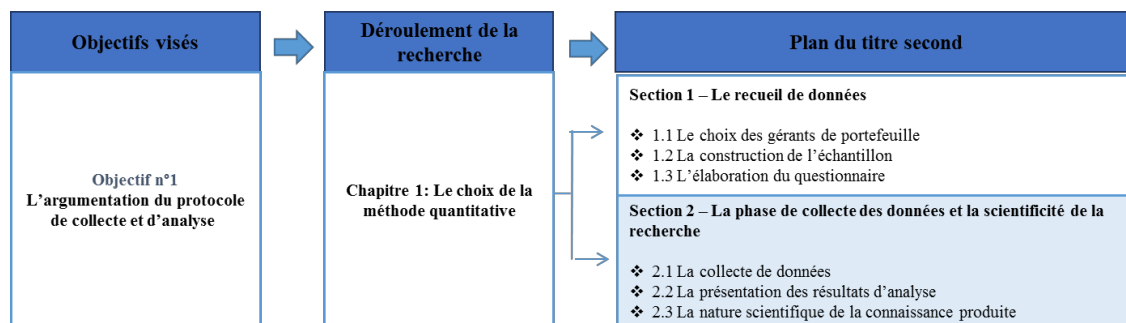 Objectifs visés
Déroulement de la
recherche
Plan du titre second
Objectif n°1
L'argumentation du protocole
de collecte et d'analyse
Chapitre 1: Le choix de la
méthode quantitative
Section 1 – Le recueil de données
❖ 1.1 Le choix des gérants de portefeuille
❖ 1.2 La construction de l'échantillon
❖ 1.3 L'élaboration du questionnaire
Section 2 – La phase de collecte des données et la scientificité de la
recherche
❖ 2.1 La collecte de données
❖ 2.2 La présentation des résultats d'analyse
❖ 2.3 La nature scientifique de la connaissance produite